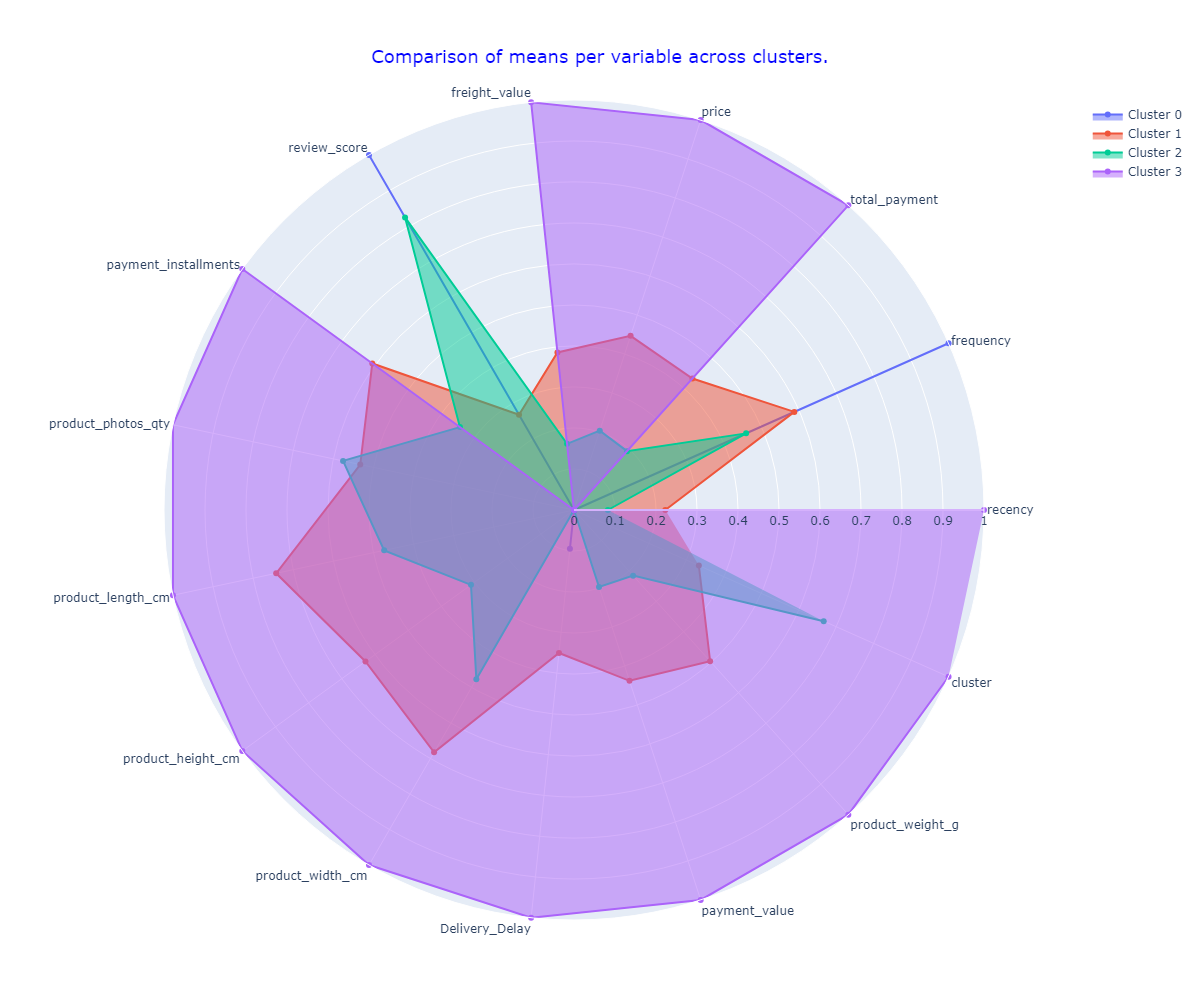 Comparison of means per variable across clusters.
freight_value
price
Cluster 0
Cluster 1
Cluster 2
Cluster 3
review_score
total_payment
payment_installments
frequency
product_photos_qty
recency
0 0.1 0.2 0.3 0.4 0.5 0.6 0.7 0.8 0.9 1
product_length_cm
cluster
product_height_cm
product_weight_g
product_width_cm
payment_value
Delivery_Delay